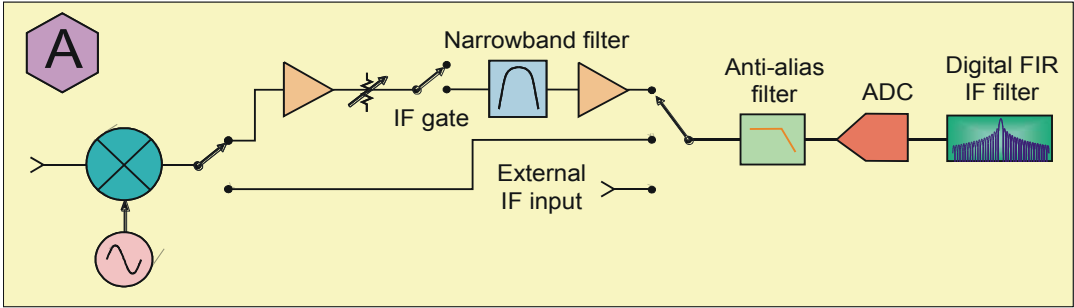 A
Narrowband filter
IF gate
External
IF input
Anti-alias
filter
ADC
Digital FIR
IF filter